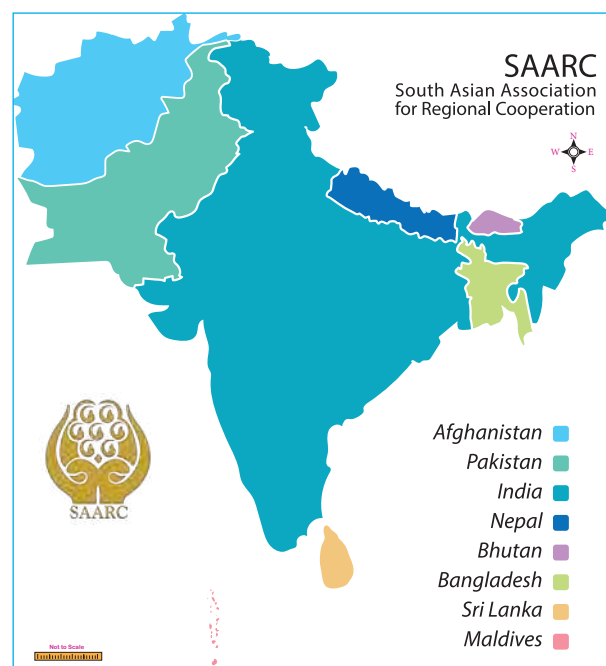 SAARC
South Asian Association
for Regional Cooperation
N
W E
S
Afghanistan
Pakistan
India
Nepal
Bhutan
Bangladesh
Sri Lanka
Maldives
SAARC
Not to Scale